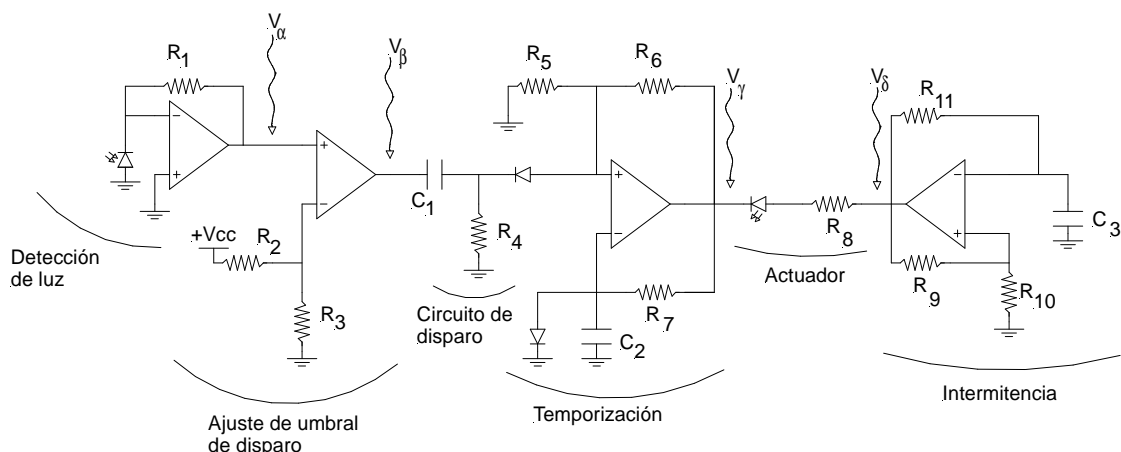 R1
Vα
Vβ
R5
R6
Vγ
Vδ
R11
−
+
+
−
C1
+
−
−
+
C3
+Vcc
R2
R4
R8
R9
R10
Detección
de luz
R3
Circuito de
disparo
C2
R7
Actuador
Intermitencia
Ajuste de umbral
de disparo
Temporización